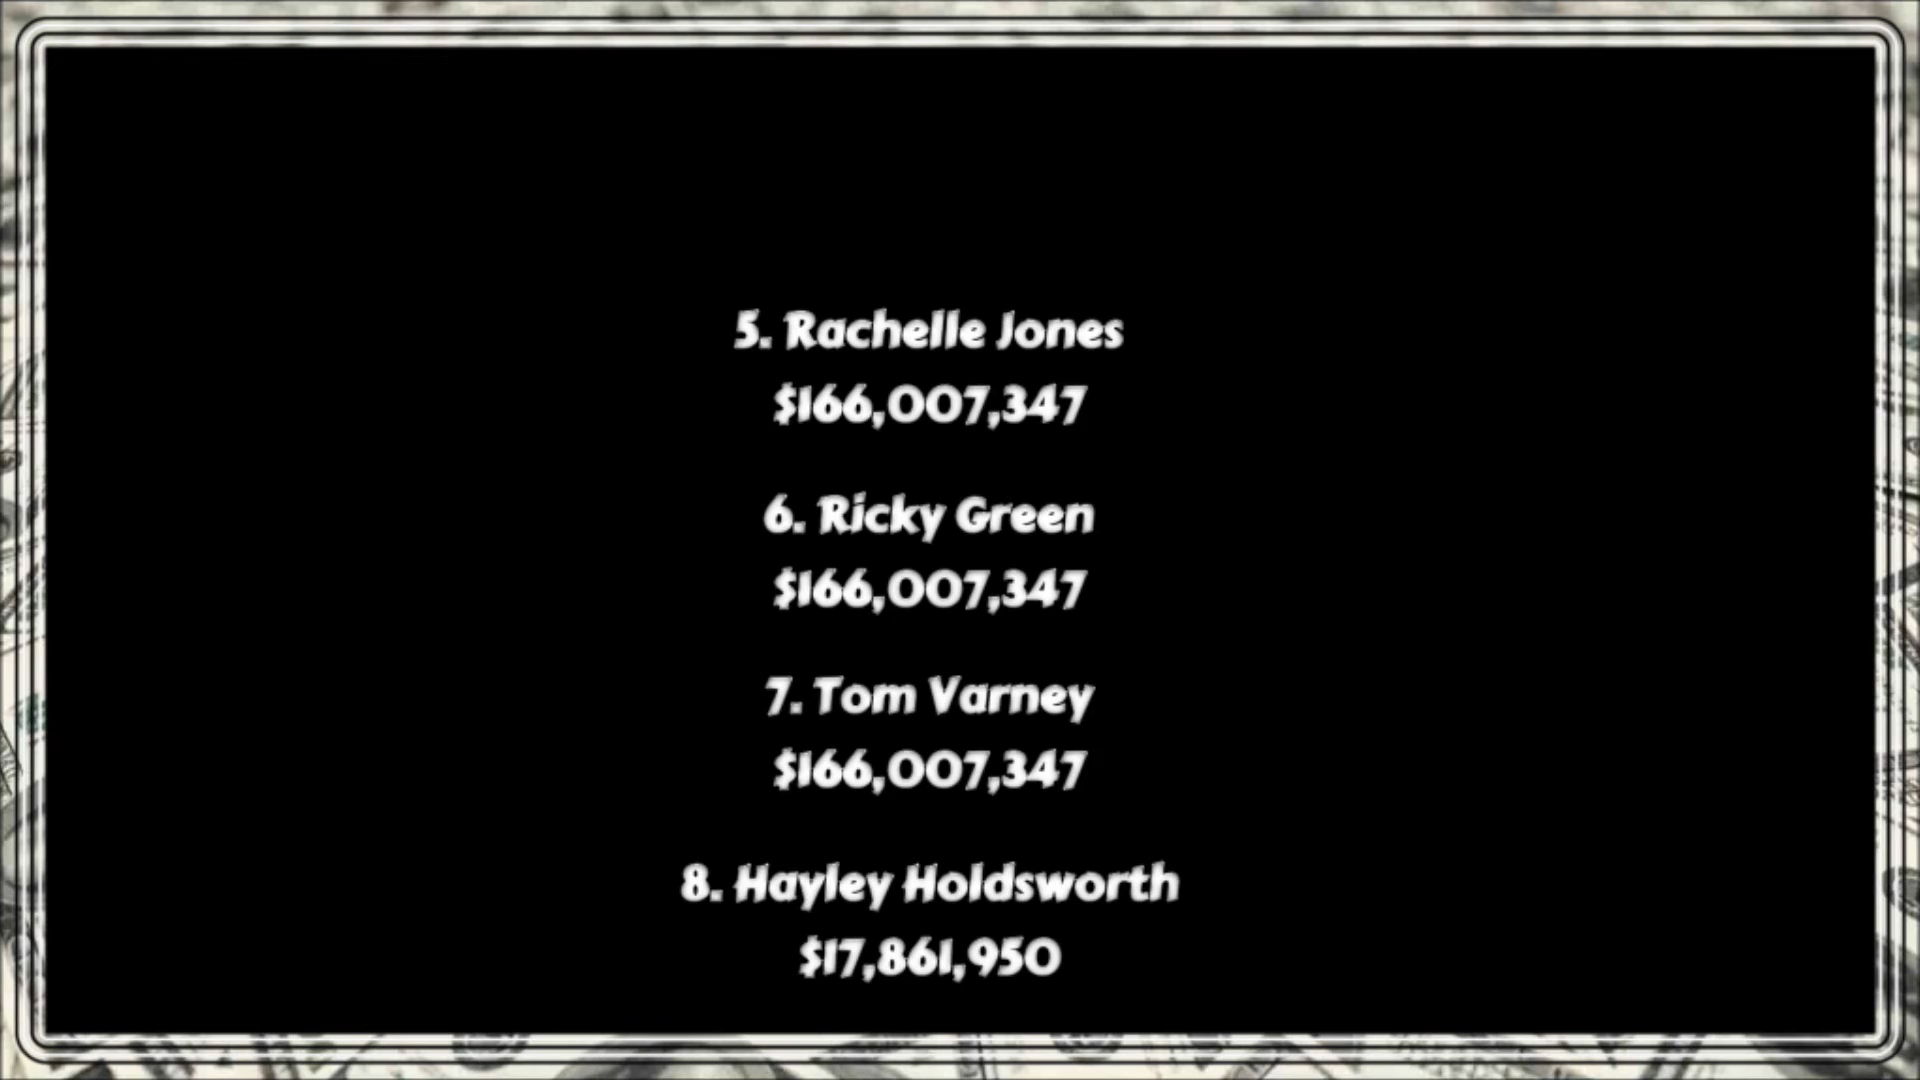 5. Rachelle Jones
$166,007,347
6. Ricky Green
$166,007,347
7. Tom Varney
$166,007,347
8. Hayley Holdsworth
$17,861,950